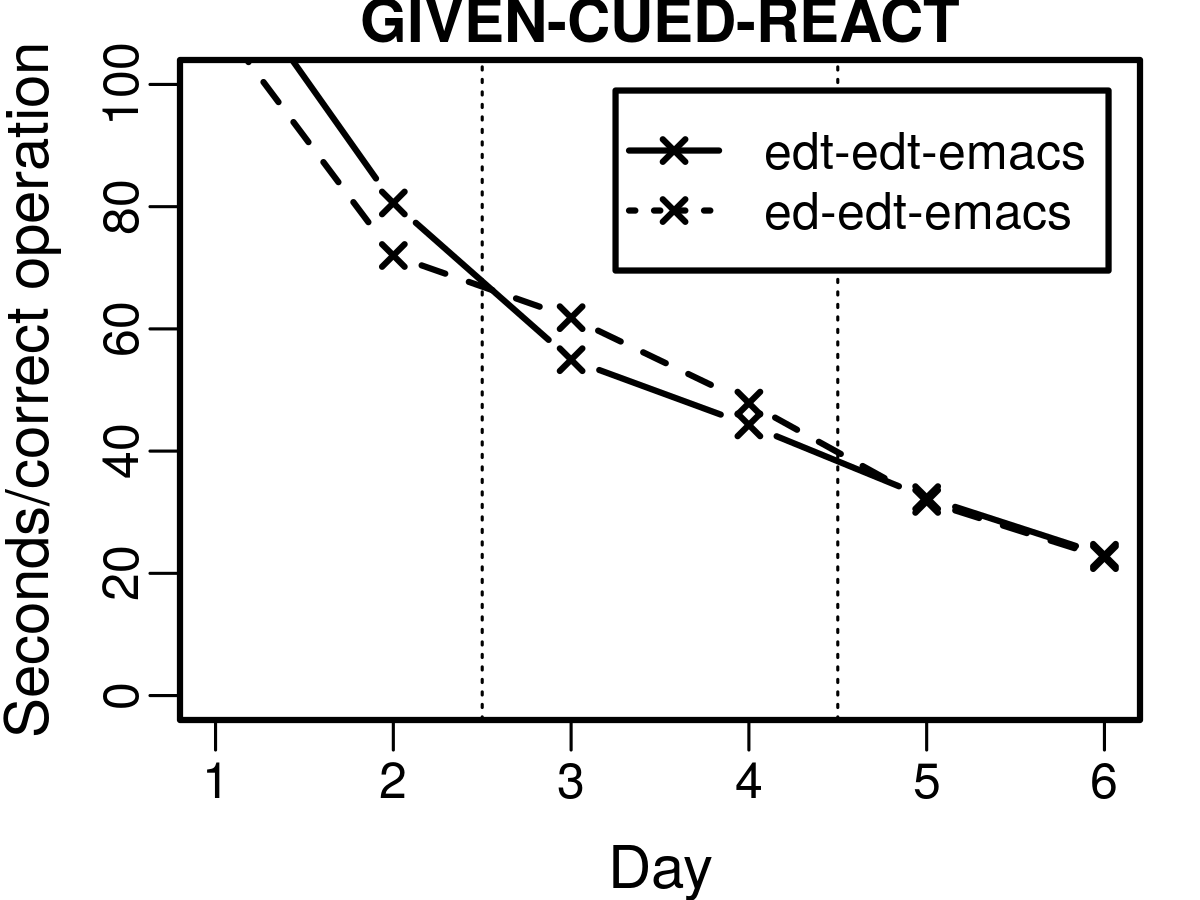 GIVEN-CUED-REACT
Seconds/correct operation
100
80
60
40
20
0
edt-edt-emacs
ed-edt-emacs
1 2 3 4 5 6
Day